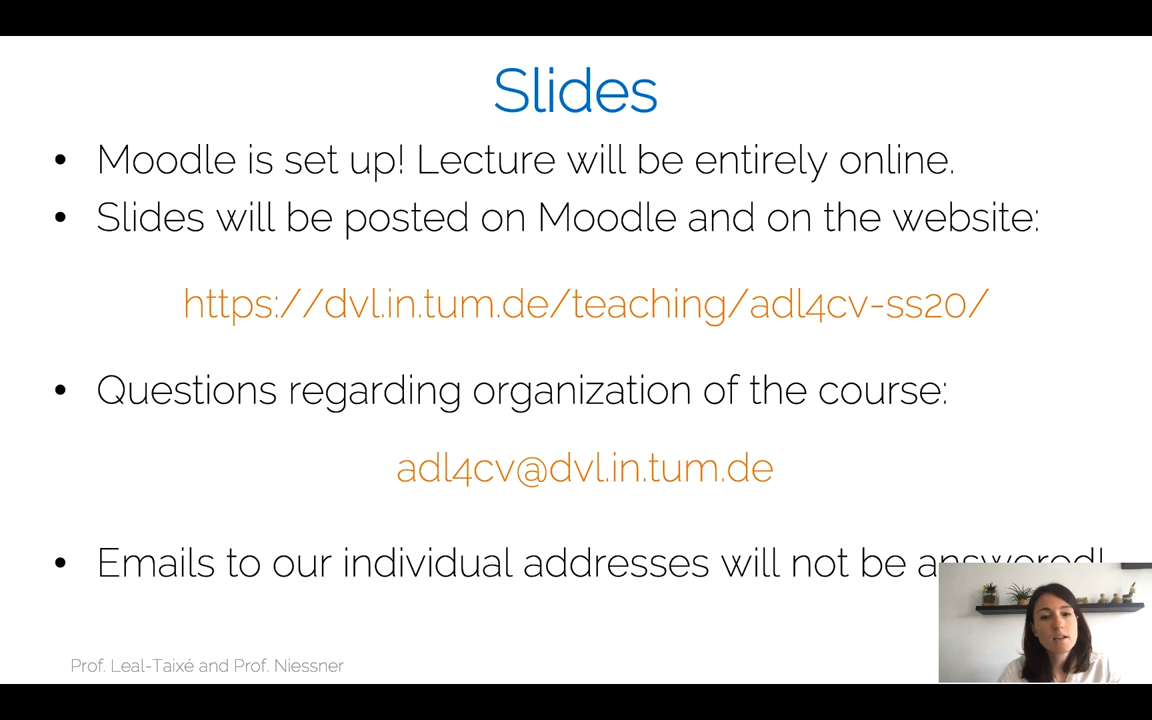 Slides
• Moodle is set up! Lecture will be entirely online.
• Slides will be posted on Moodle and on the website:
https://dvl.in.tum.de/teaching/adl4cv-ss20/
• Questions regarding organization of the course:
adl4cv@dvl.in.tum.de
• Emails to our individual addresses will not be answered!
Prof. Leal-Taixé and Prof. Niessner